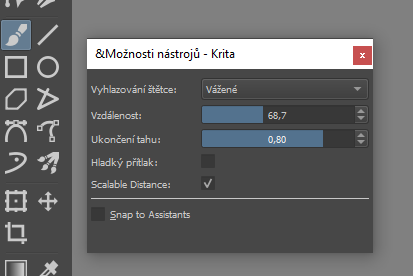 &Možnosti nástrojů - Krita
x
Vyhlazování štětce: Vážené
Vzdálenost: 68,7
Ukončení tahu: 0,80
Hladký přítlak:
Scalable Distance:
Snap to Assistants